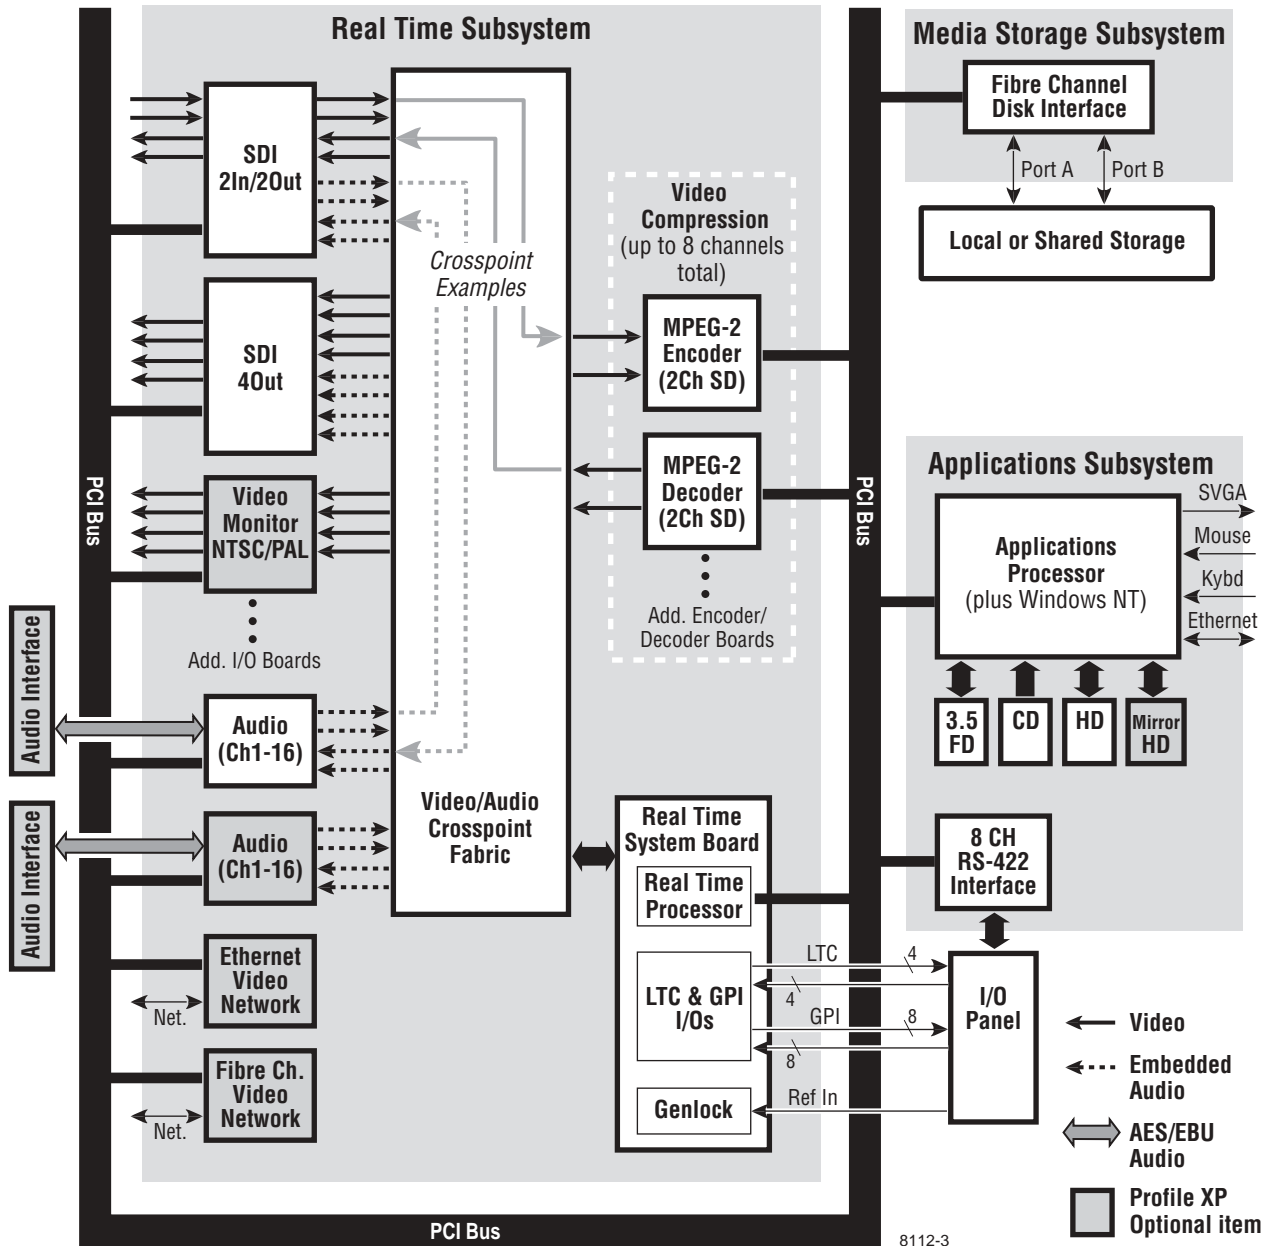 Real Time Subsystem
SDI
2In/2Out
SDI
4Out
Video
Monitor
NTSC/PAL
Add. I/O Boards
Audio
(Ch1-16)
Audio
(Ch1-16)
Ethernet
Video
Network
Net.
Fibre Ch.
Video
Network
Net.
Audio Interface
Audio Interface
PCI Bus
Crosspoint
Examples
Video/Audio
Crosspoint
Fabric
Video
Compression
(up to 8 channels
total)
MPEG-2
Encoder
(2Ch SD)
MPEG-2
Decoder
(2Ch SD)
Add. Encoder/
Decoder Boards
Real Time
System Board
Real Time
Processor
LTC & GPI
I/Os
Genlock
LTC
4
4
GPI
8
8
Ref In
PCI Bus
PCI Bus
Media Storage Subsystem
Fibre Channel
Disk Interface
Port A
Port B
Local or Shared Storage
Applications Subsystem
Applications
Processor
(plus Windows NT)
SVGA
Mouse
Kybd
Ethernet
3.5
FD
CD
HD
Mirror
HD
8 CH
RS-422
Interface
I/O
Panel
Video
Embedded
Audio
AES/EBU
Audio
Profile XP
Optional item
8112-3